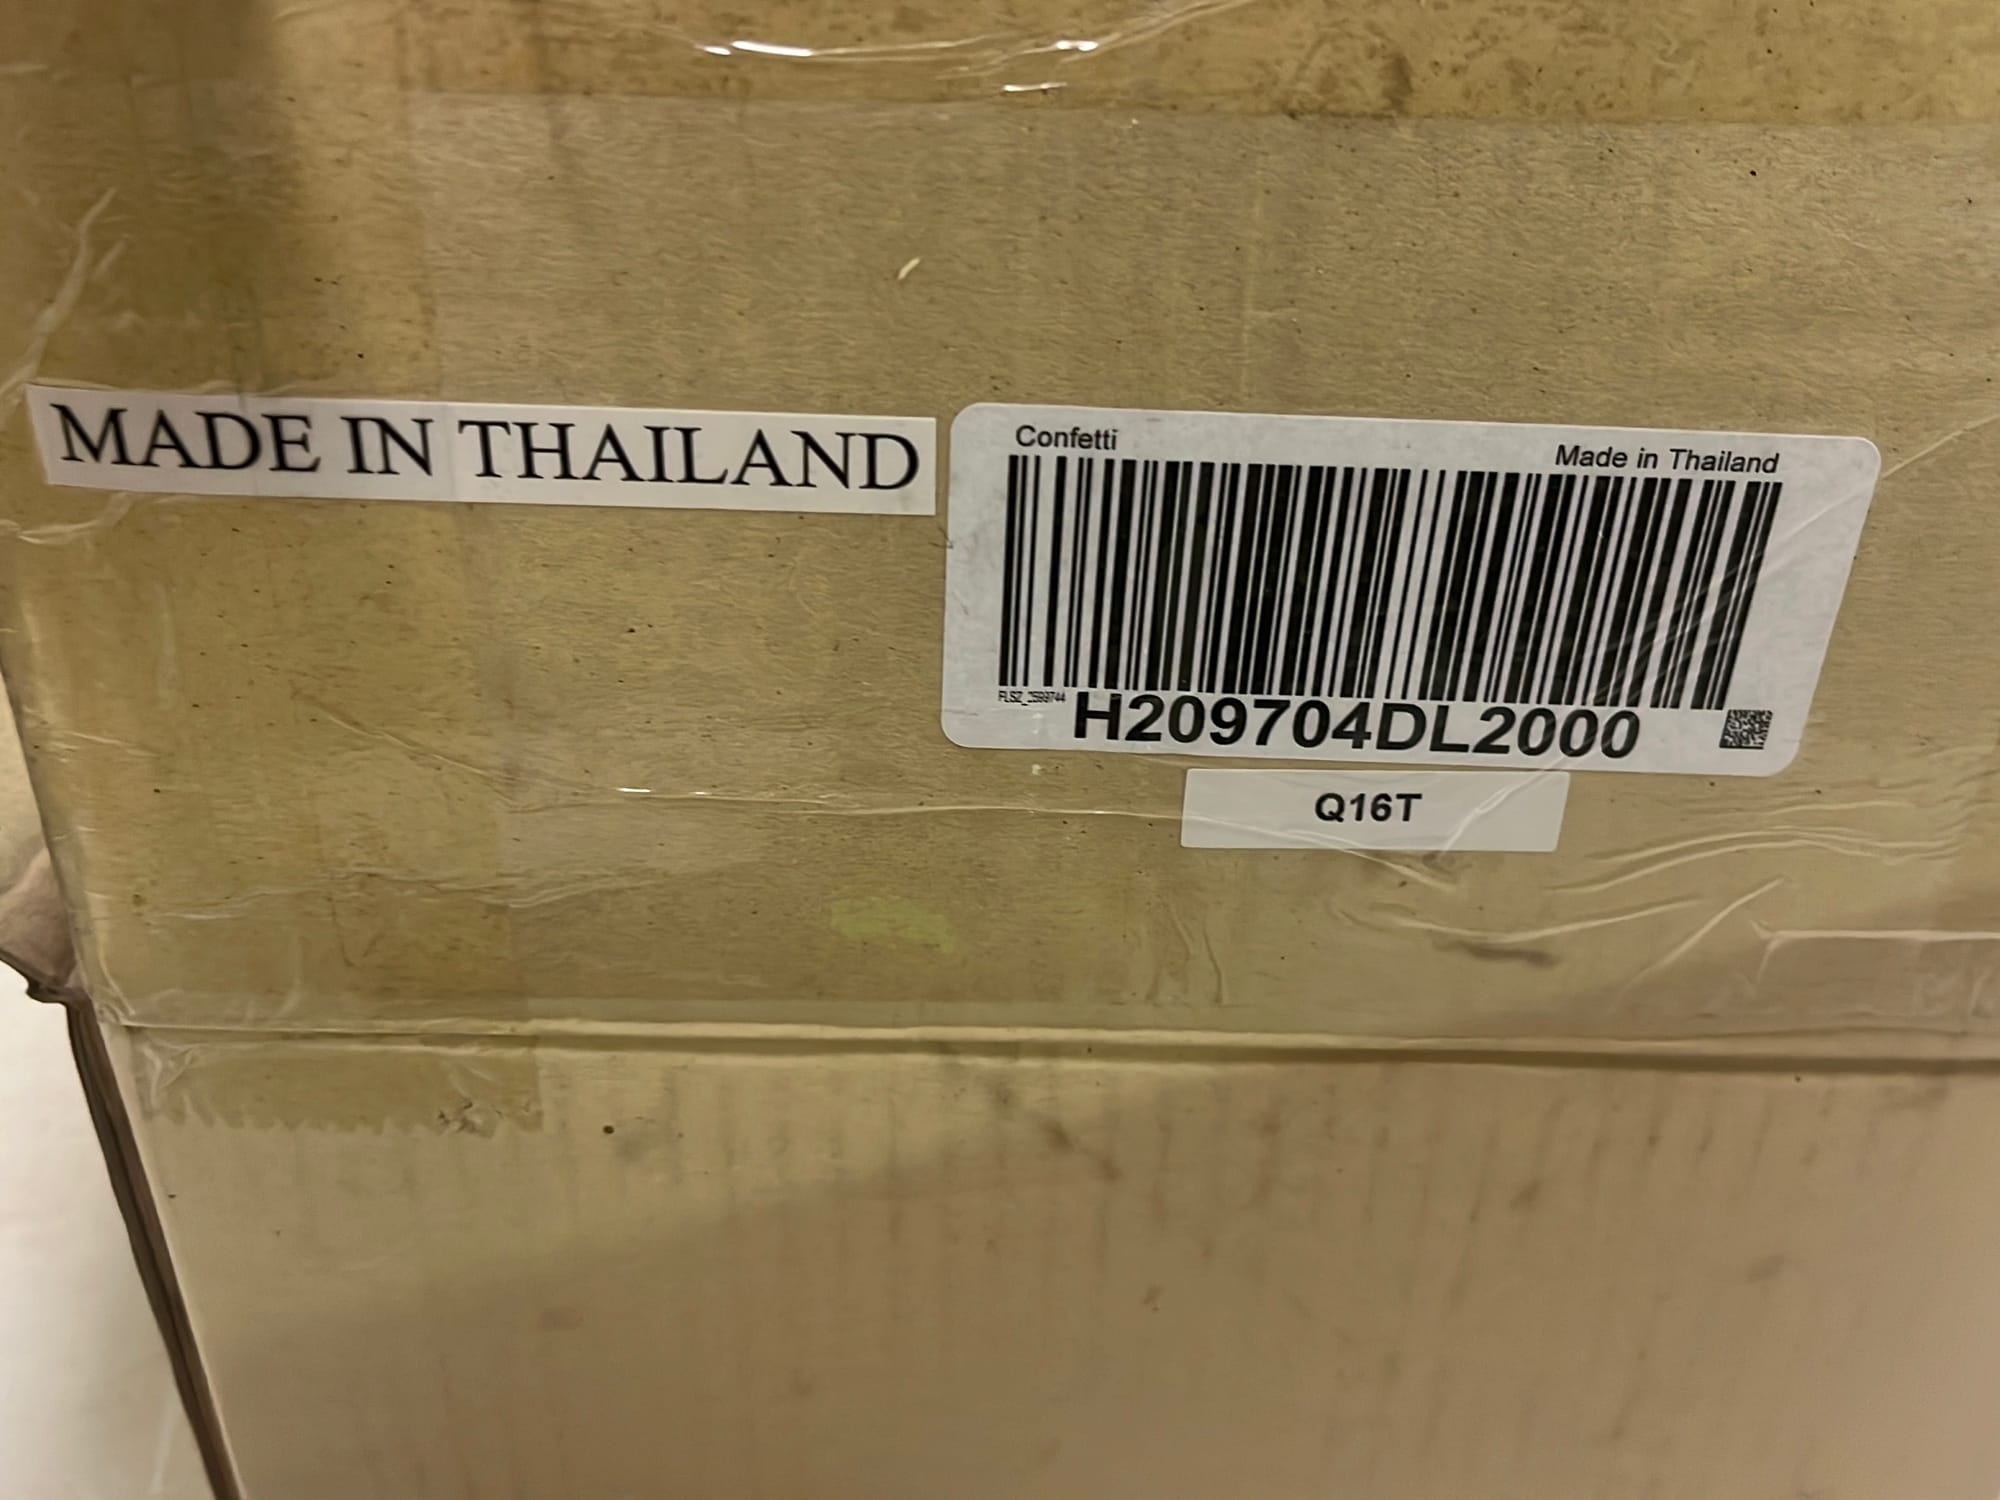 MADE IN THAILAND
Confetti
Made in Thailand
H209704DL2000
Q16T